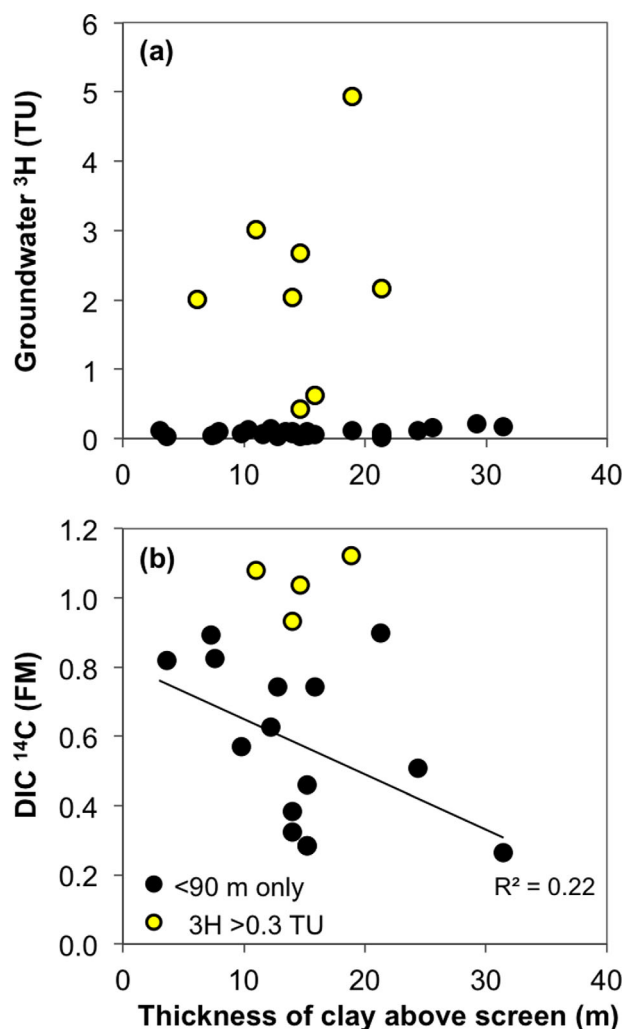 (a)
Groundwater ³H (TU)
6
5
4
3
2
1
0
0 10 20 30 40
(b)
DIC ¹⁴C (FM)
1.2
1.0
0.8
0.6
0.4
0.2
0.0
<90 m only
3H >0.3 TU
R² = 0.22
0 10 20 30 40
Thickness of clay above screen (m)